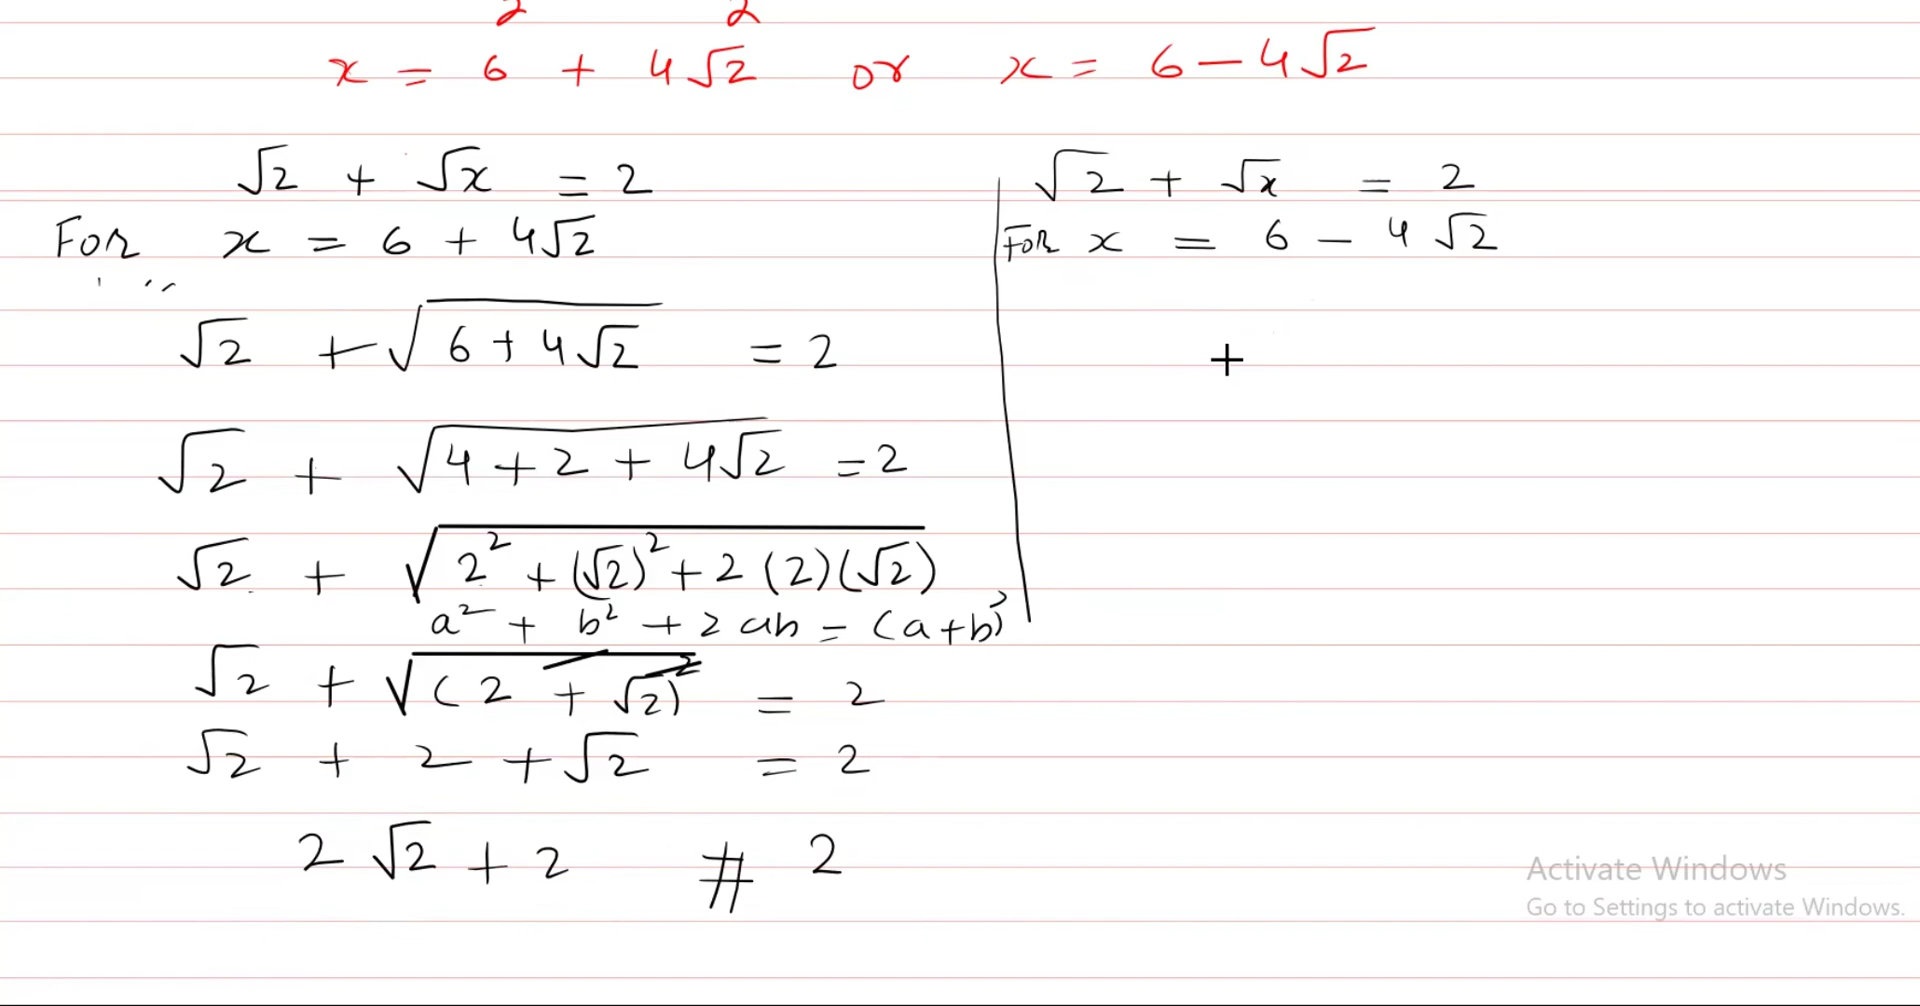 2 2
x = 6 + 4√2 or x = 6 - 4√2
√2 + √x = 2
For x = 6 + 4√2
√2 + √(6 + 4√2) = 2
√2 + √(4 + 2 + 4√2) = 2
√2 + √(2² + (√2)² + 2(2)(√2))
a² + b² + 2ab = (a+b)²
√2 + √((2 + √2)²) = 2
√2 + 2 + √2 = 2
2√2 + 2 ≠ 2
√2 + √x = 2
For x = 6 - 4√2
+
Activate Windows
Go to Settings to activate Windows.